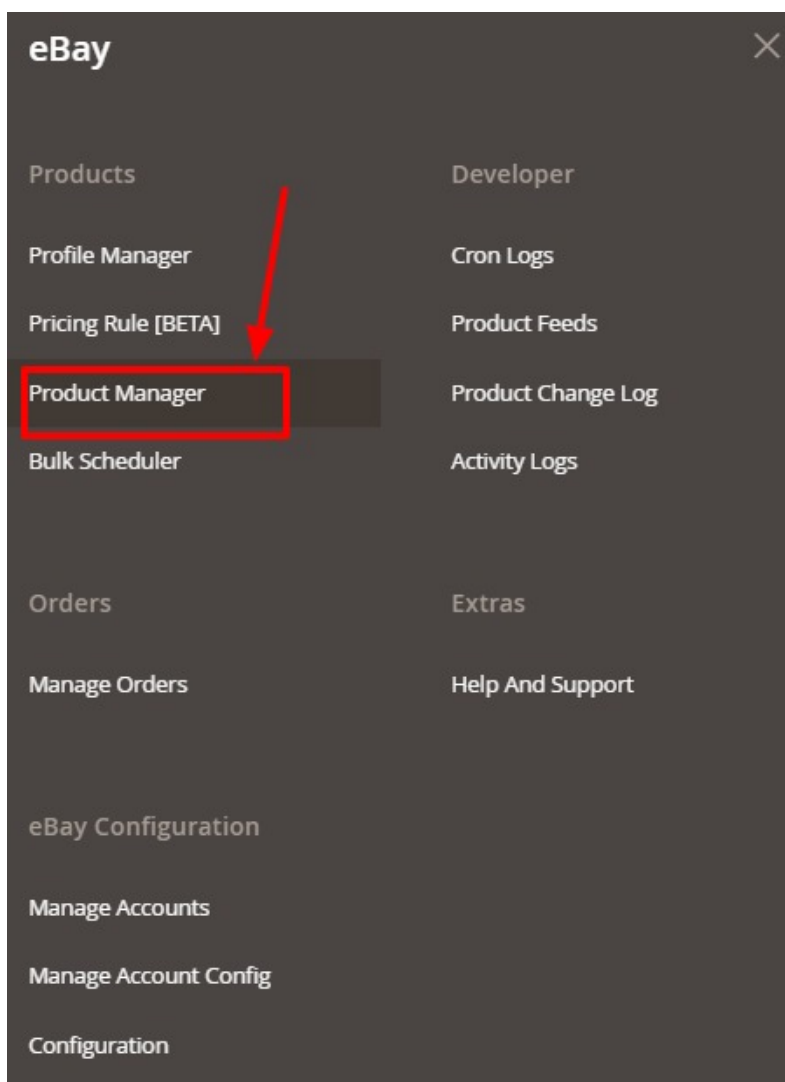 eBay
Products
Profile Manager
Pricing Rule [BETA]
Product Manager
Bulk Scheduler
Developer
Cron Logs
Product Feeds
Product Change Log
Activity Logs
Orders
Manage Orders
Extras
Help And Support
eBay Configuration
Manage Accounts
Manage Account Config
Configuration